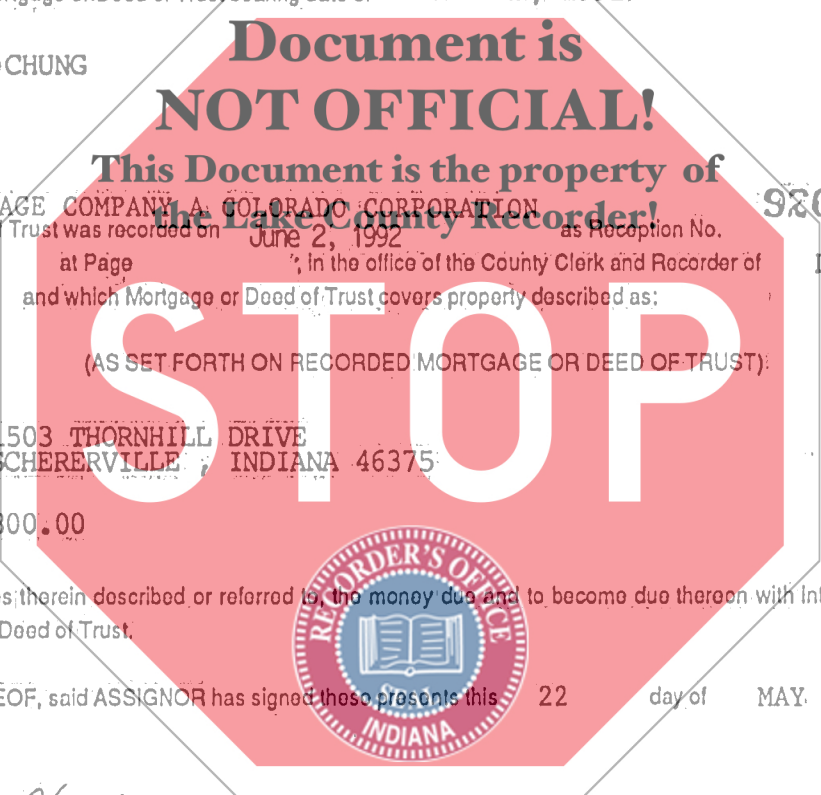 Document is
CHUNG
NOT OFFICIAL!
This Document is the property of
the Lake County Recorder!
AGE COMPANY A COLORADO CORPORATION
Trust was recorded on June 2, 1992 as Reception No.
at Page in the office of the County Clerk and Recorder of
and which Mortgage or Deed of Trust covers property described as:
STOP
(AS SET FORTH ON RECORDED MORTGAGE OR DEED OF TRUST)
503 THORNHILL DRIVE
SCHERERVILLE , INDIANA 46375
300.00
RECORDER'S OFFICE
INDIANA
s therein described or referred to, the money due and to become due thereon with
Deed of Trust.
EOF, said ASSIGNOR has signed these presents this 22 day of MAY